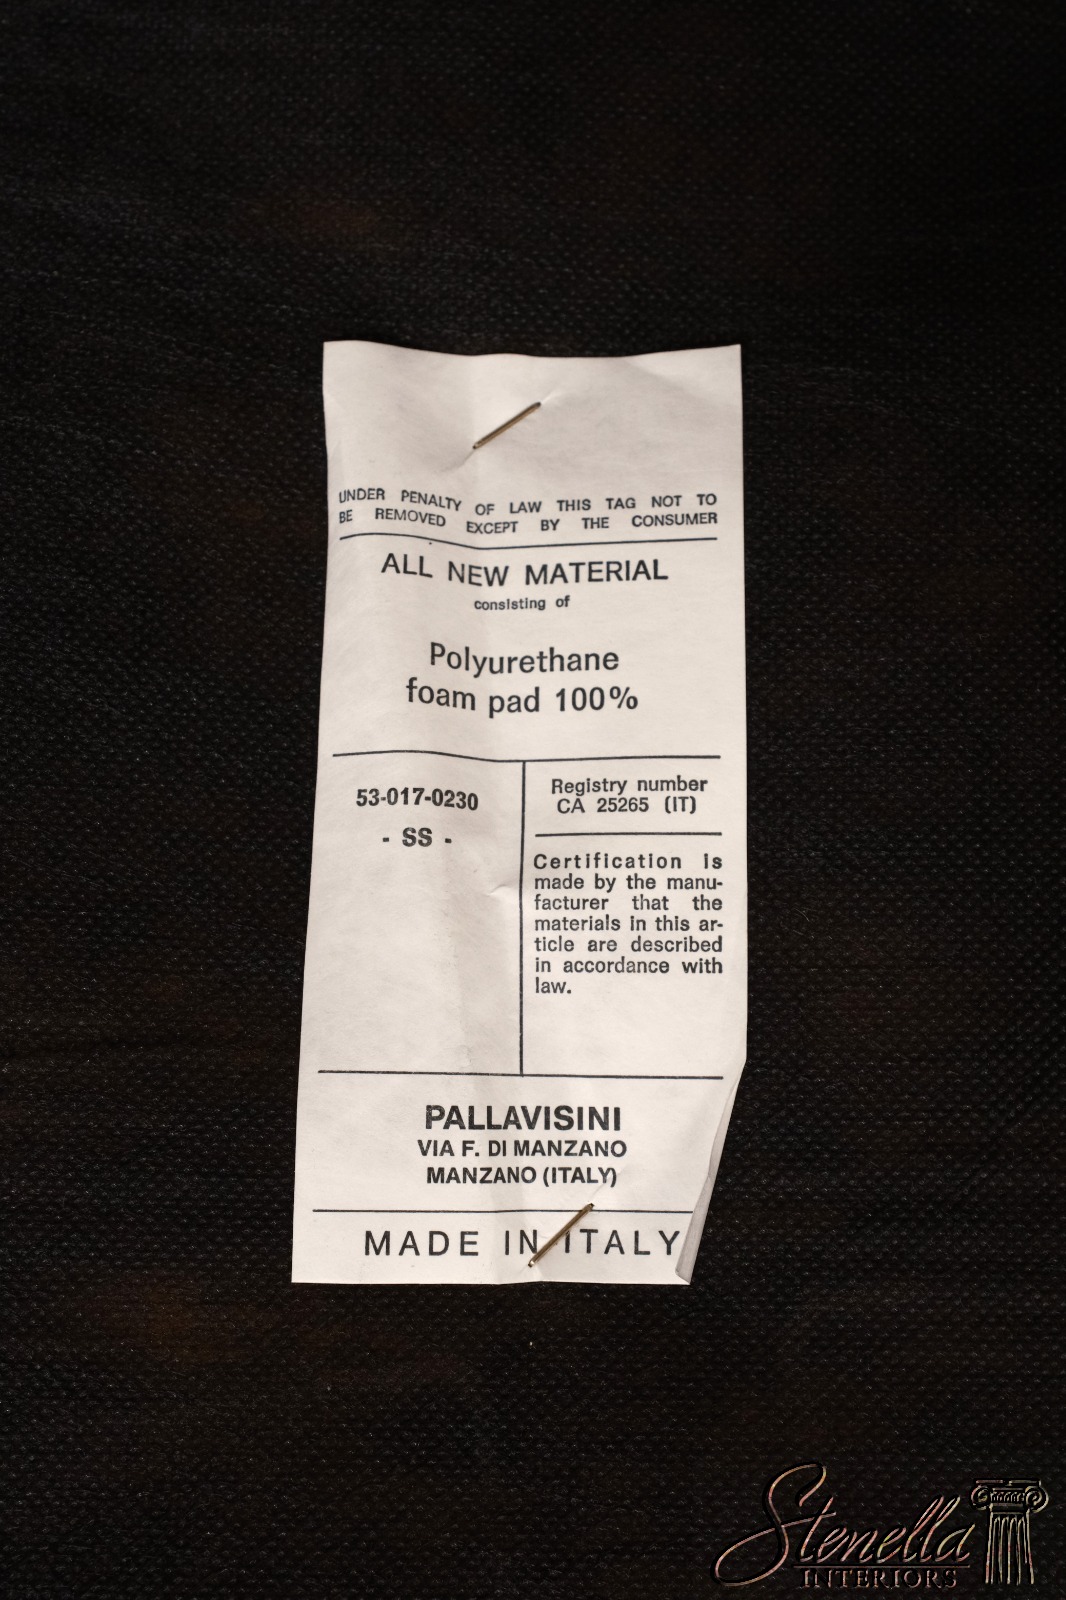 UNDER PENALTY OF LAW THIS TAG NOT TO
BE REMOVED EXCEPT BY THE CONSUMER
ALL NEW MATERIAL
consisting of
Polyurethane
foam pad 100%
53-017-0230
- SS -
Registry number
CA 25265 (IT)
Certification is
made by the manu-
facturer that the
materials in this ar-
ticle are described
in accordance with
law.
PALLAVISINI
VIA F. DI MANZANO
MANZANO (ITALY)
MADE IN ITALY
Stenella
INTERIORS